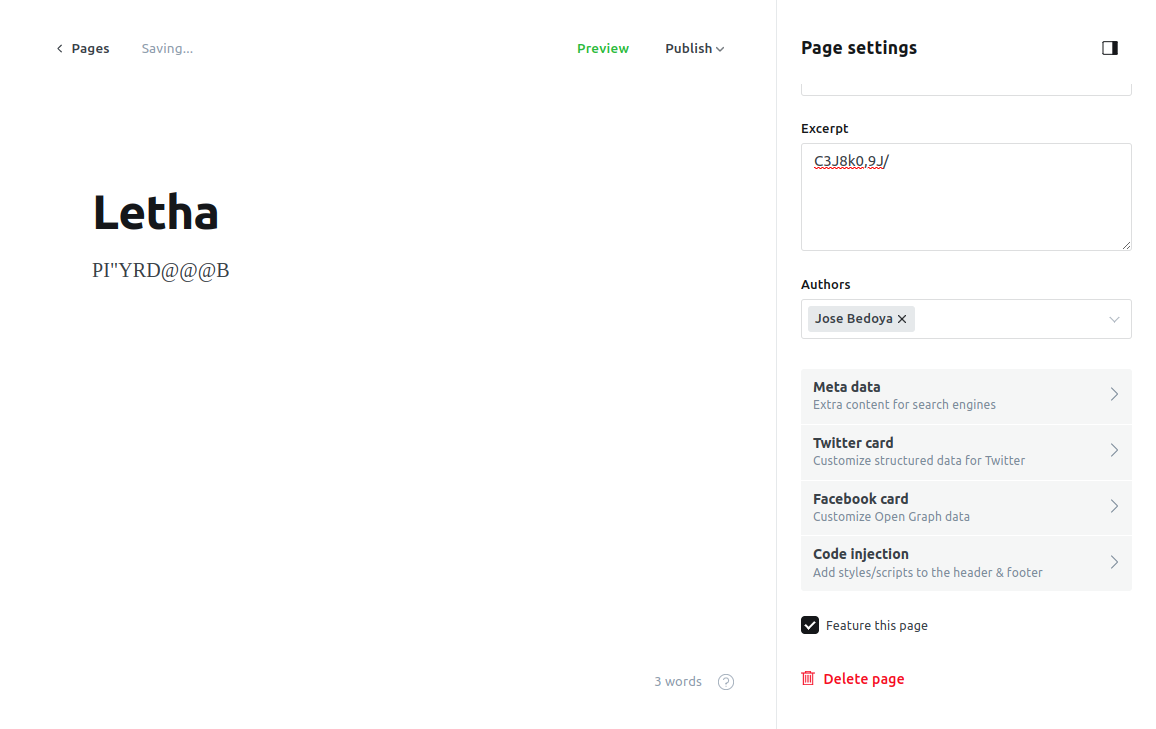 Pages
Saving...
Preview
Publish
Page settings
Excerpt
C3J8k0,9J/
Letha
PI"YRD@@@B
Authors
Jose Bedoya
Meta data
Extra content for search engines
Twitter card
Customize structured data for Twitter
Facebook card
Customize Open Graph data
Code injection
Add styles/scripts to the header & footer
Feature this page
3 words
Delete page